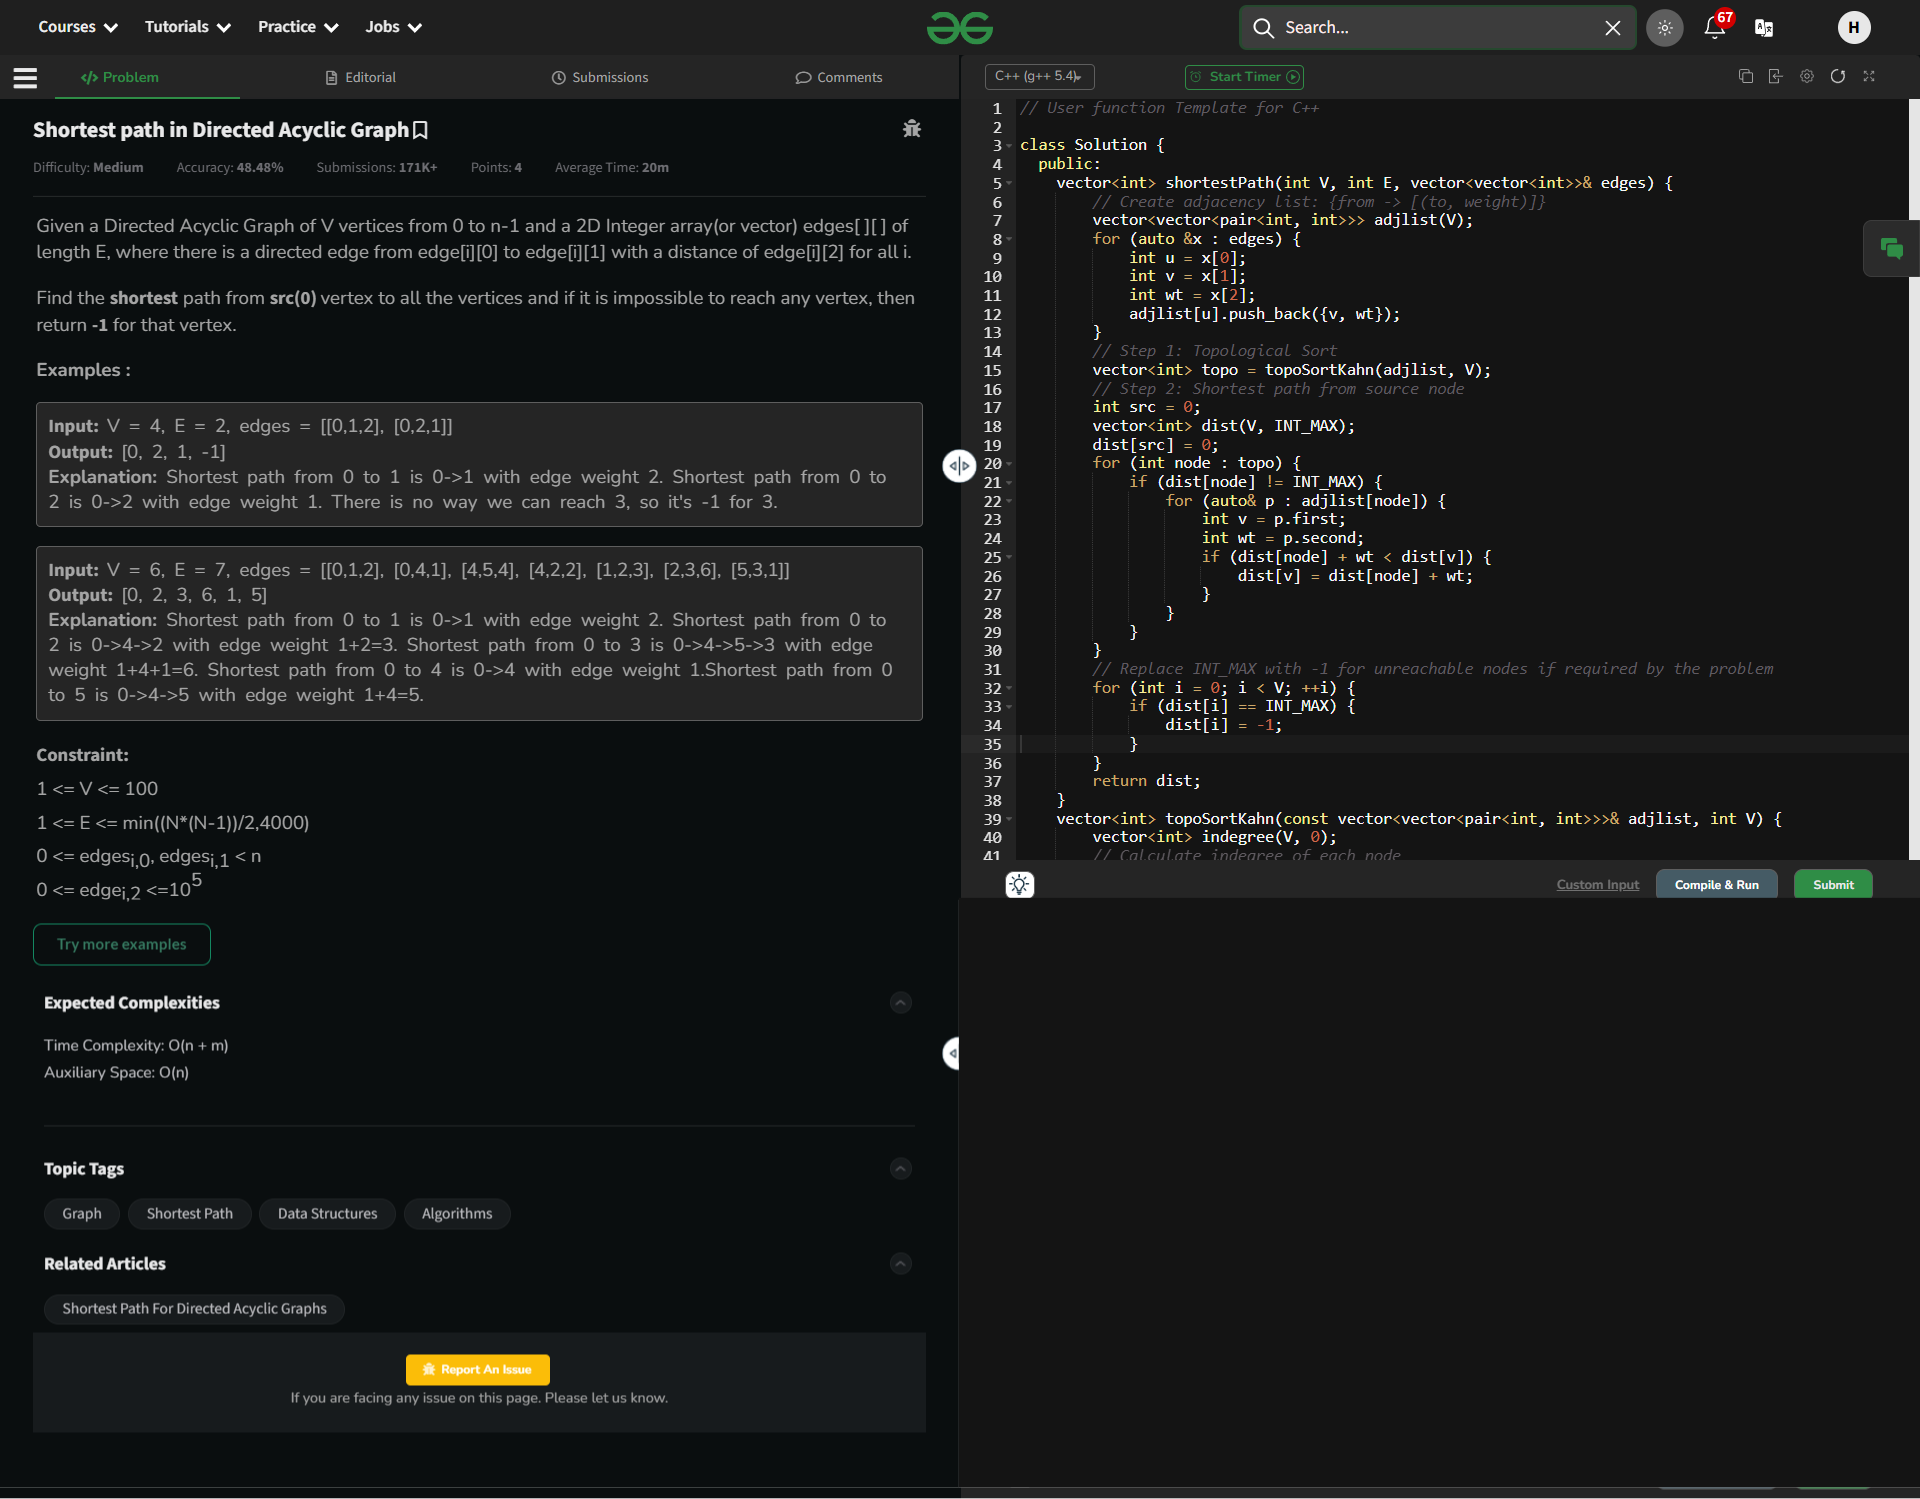 Courses Tutorials Practice Jobs Search... 67 H
Problem Editorial Submissions Comments
Shortest path in Directed Acyclic Graph
Difficulty: Medium Accuracy: 48.48% Submissions: 171K+ Points: 4 Average Time: 20m
Given a Directed Acyclic Graph of V vertices from 0 to n-1 and a 2D Integer array(or vector) edges[ ][ ] of
length E, where there is a directed edge from edge[i][0] to edge[i][1] with a distance of edge[i][2] for all i.
Find the shortest path from src(0) vertex to all the vertices and if it is impossible to reach any vertex, then
return -1 for that vertex.
Examples :
Input: V = 4, E = 2, edges = [[0,1,2], [0,2,1]]
Output: [0, 2, 1, -1]
Explanation: Shortest path from 0 to 1 is 0->1 with edge weight 2. Shortest path from 0 to
2 is 0->2 with edge weight 1. There is no way we can reach 3, so it's -1 for 3.
Input: V = 6, E = 7, edges = [[0,1,2], [0,4,1], [4,5,4], [4,2,2], [1,2,3], [2,3,6], [5,3,1]]
Output: [0, 2, 3, 6, 1, 5]
Explanation: Shortest path from 0 to 1 is 0->1 with edge weight 2. Shortest path from 0 to
2 is 0->4->2 with edge weight 1+2=3. Shortest path from 0 to 3 is 0->4->5->3 with edge
weight 1+4+1=6. Shortest path from 0 to 4 is 0->4 with edge weight 1.Shortest path from 0
to 5 is 0->4->5 with edge weight 1+4=5.
Constraint:
1 <= V <= 100
1 <= E <= min((N*(N-1))/2,4000)
0 <= edgesi,0, edgesi,1 < n
0 <= edgei,2 <=10^5
Try more examples
Expected Complexities
Time Complexity: O(n + m)
Auxiliary Space: O(n)
Topic Tags
Graph Shortest Path Data Structures Algorithms
Related Articles
Shortest Path For Directed Acyclic Graphs
Report An Issue
If you are facing any issue on this page. Please let us know.
C++ (g++ 5.4) Start Timer
1 // User function Template for C++
2
3 class Solution {
4 public:
5 vector<int> shortestPath(int V, int E, vector<vector<int>>& edges) {
6 // Create adjacency list: {from -> [(to, weight)]}
7 vector<vector<pair<int, int>>> adjlist(V);
8 for (auto &x : edges) {
9 int u = x[0];
10 int v = x[1];
11 int wt = x[2];
12 adjlist[u].push_back({v, wt});
13 }
14 // Step 1: Topological Sort
15 vector<int> topo = topoSortKahn(adjlist, V);
16 // Step 2: Shortest path from source node
17 int src = 0;
18 vector<int> dist(V, INT_MAX);
19 dist[src] = 0;
20 for (int node : topo) {
21 if (dist[node] != INT_MAX) {
22 for (auto& p : adjlist[node]) {
23 int v = p.first;
24 int wt = p.second;
25 if (dist[node] + wt < dist[v]) {
26 dist[v] = dist[node] + wt;
27 }
28 }
29 }
30 }
31 // Replace INT_MAX with -1 for unreachable nodes if required by the problem
32 for (int i = 0; i < V; ++i) {
33 if (dist[i] == INT_MAX) {
34 dist[i] = -1;
35 }
36 }
37 return dist;
38 }
39 vector<int> topoSortKahn(const vector<vector<pair<int, int>>>& adjlist, int V) {
40 vector<int> indegree(V, 0);
41 // Calculate indegree of each node
Custom Input Compile & Run Submit